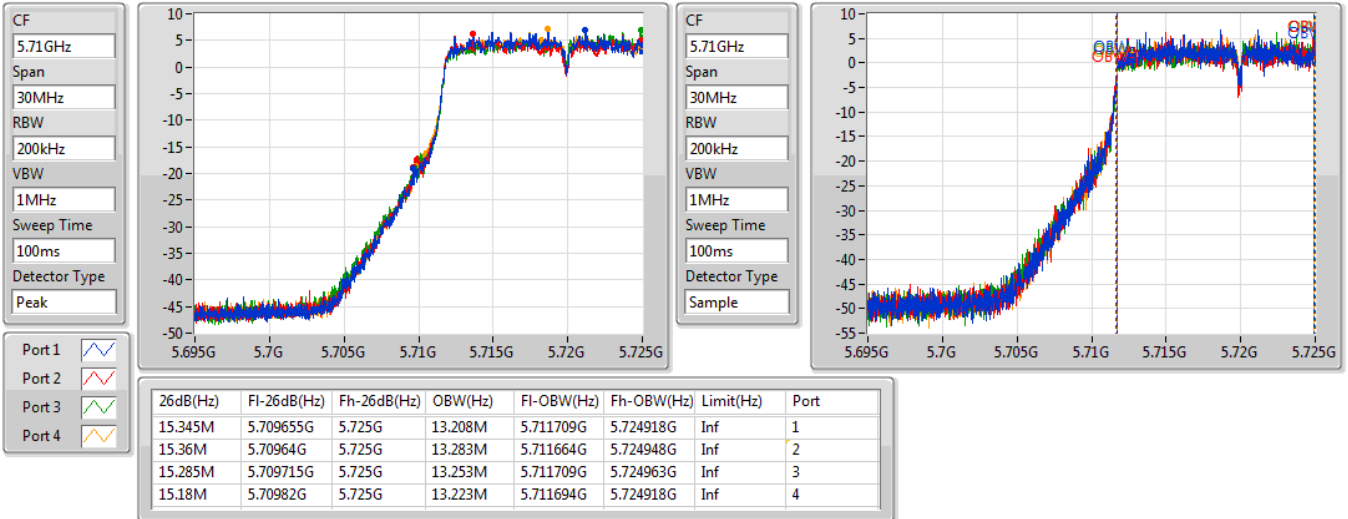 CF
5.71GHz
Span
30MHz
RBW
200kHz
VBW
1MHz
Sweep Time
100ms
Detector Type
Peak
10
5
0
-5
-10
-15
-20
-25
-30
-35
-40
-45
-50
5.695G 5.7G 5.705G 5.71G 5.715G 5.72G 5.725G
CF
5.71GHz
Span
30MHz
RBW
200kHz
VBW
1MHz
Sweep Time
100ms
Detector Type
Sample
10
5
0
-5
-10
-15
-20
-25
-30
-35
-40
-45
-50
-55
5.695G 5.7G 5.705G 5.71G 5.715G 5.72G 5.725G
Port 1
Port 2
Port 3
Port 4
26dB(Hz) Fl-26dB(Hz) Fh-26dB(Hz) OBW(Hz) Fl-OBW(Hz) Fh-OBW(Hz) Limit(Hz) Port
15.345M 5.709655G 5.725G 13.208M 5.711709G 5.724918G Inf 1
15.36M 5.70964G 5.725G 13.283M 5.711664G 5.724948G Inf 2
15.285M 5.709715G 5.725G 13.253M 5.711709G 5.724963G Inf 3
15.18M 5.70982G 5.725G 13.223M 5.711694G 5.724918G Inf 4